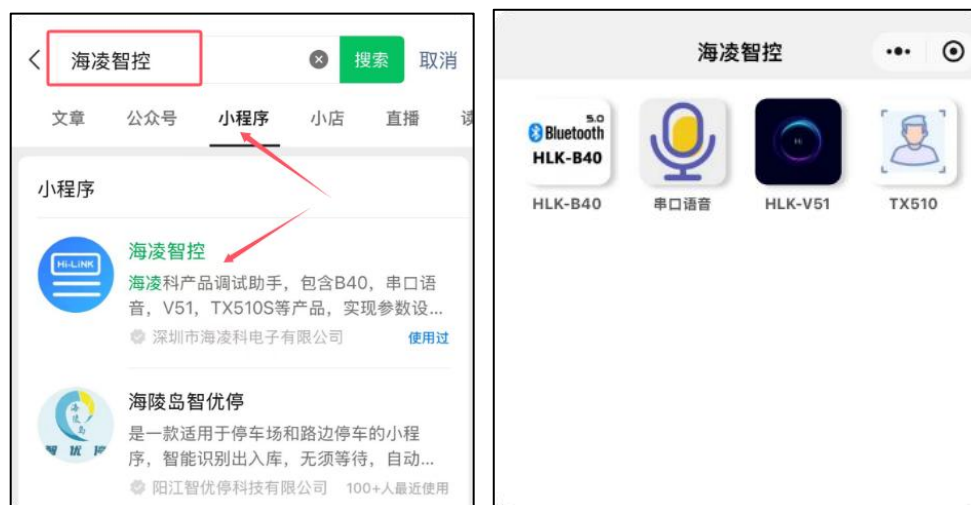 海凌智控
搜索
取消
文章
公众号
小程序
小店
直播
小程序
Hi-LINK
海凌智控
海凌科产品调试助手，包含B40，串口语
音，V51，TX510S等产品，实现参数设...
深圳市海凌科电子有限公司
使用过
海陵岛
智优停
海陵岛智优停
是一款适用于停车场和路边停车的小程
序，智能识别出入库，无须等待，自动...
阳江智优停科技有限公司
100+人最近使用
海凌智控
5.0
Bluetooth
HLK-B40
Hi
HLK-B40
串口语音
HLK-V51
TX510